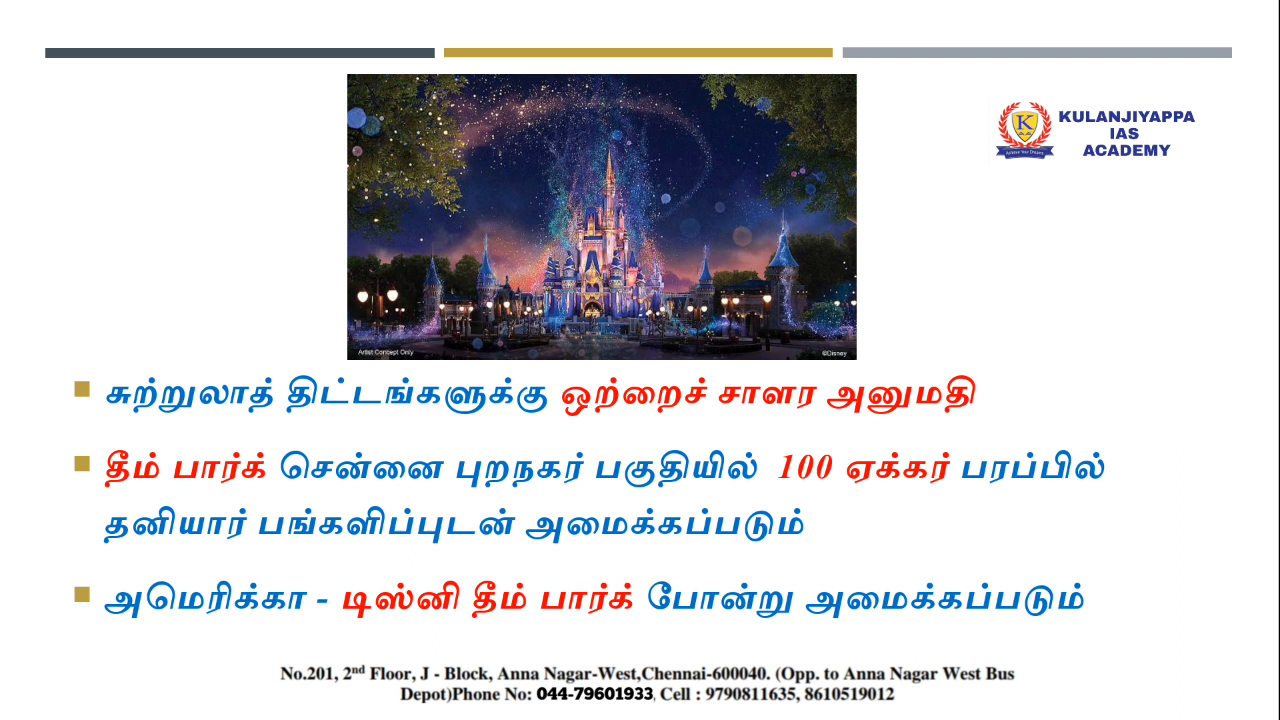 KULANJIYAPPA
IAS
ACADEMY
Artist Concept Only
©Disney
சுற்றுலாத் திட்டங்களுக்கு ஒற்றைச் சாளர அனுமதி
தீம் பார்க் சென்னை புறநகர் பகுதியில் 100 ஏக்கர் பரப்பில்
தனியார் பங்களிப்புடன் அமைக்கப்படும்
அமெரிக்கா - டிஸ்னி தீம் பார்க் போன்று அமைக்கப்படும்
No.201, 2nd Floor, J - Block, Anna Nagar-West,Chennai-600040. (Opp. to Anna Nagar West Bus
Depot)Phone No: 044-79601933, Cell : 9790811635, 8610519012